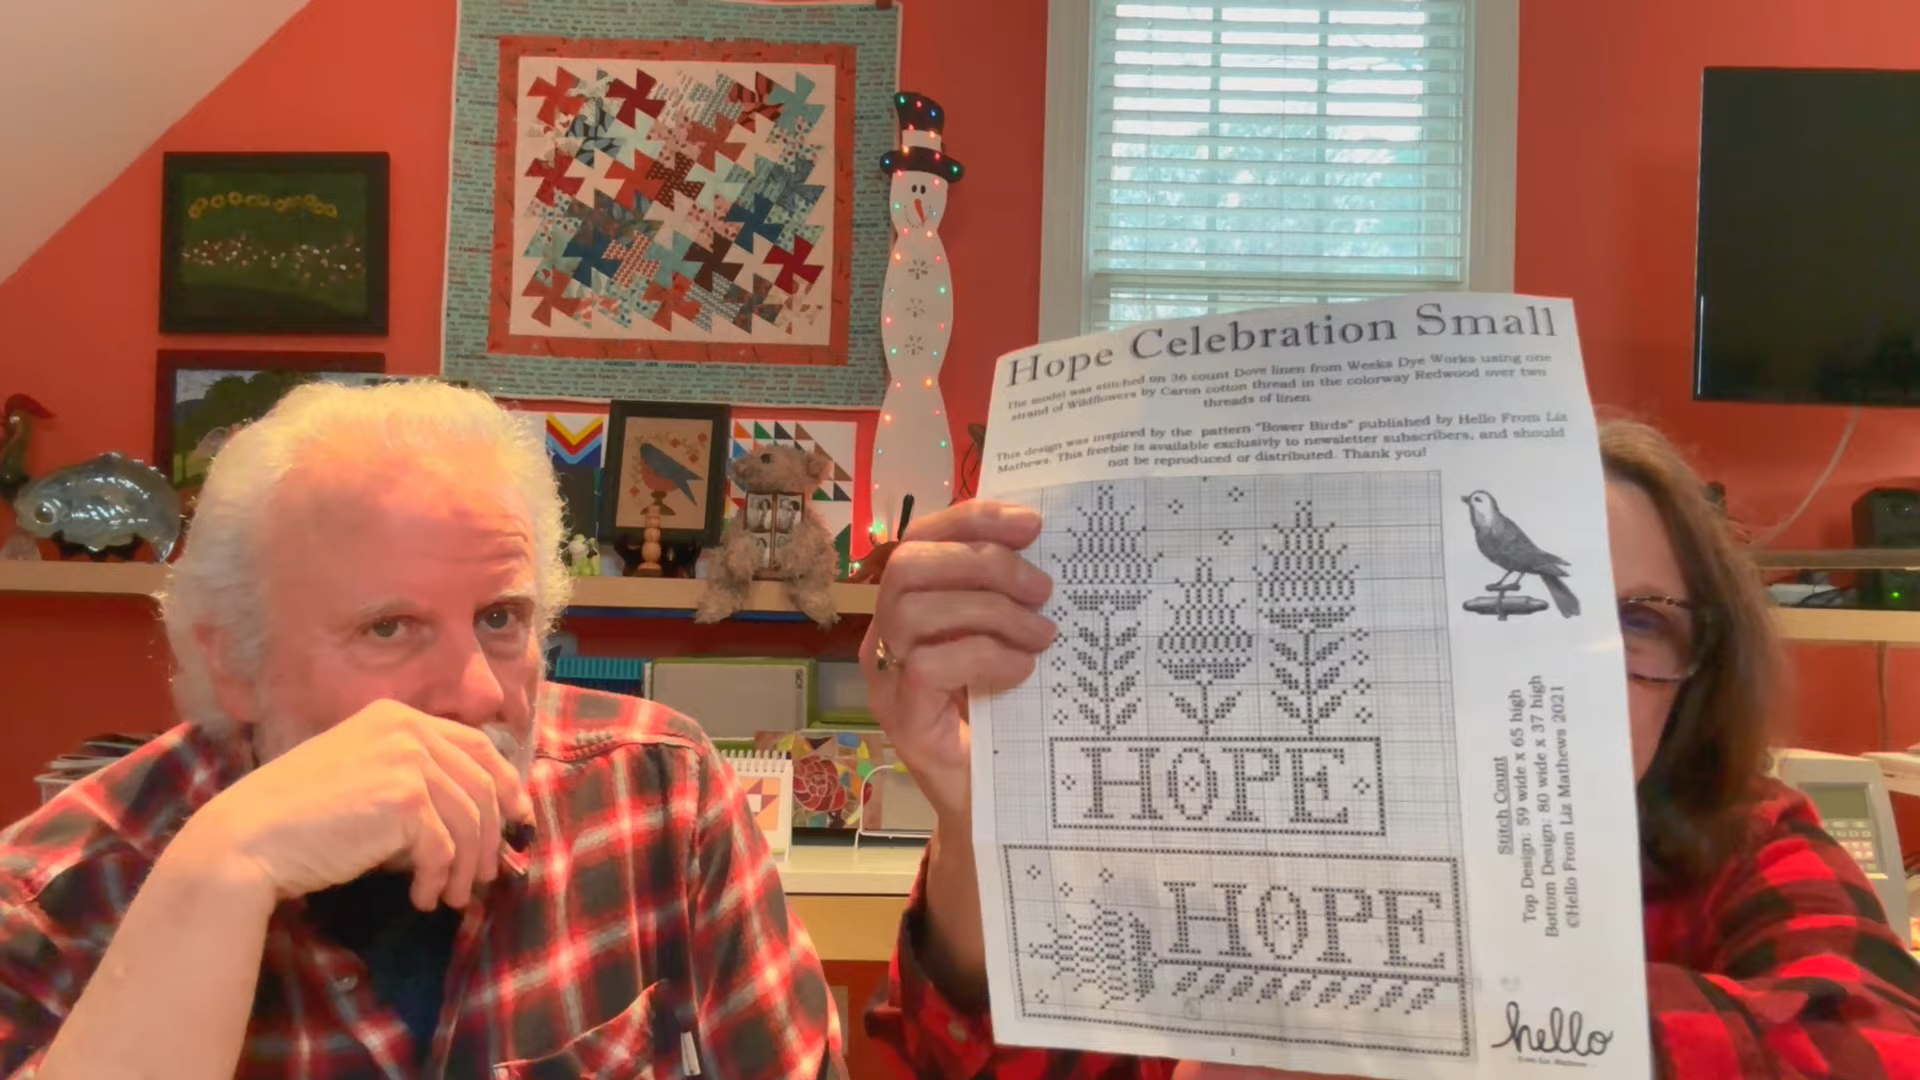 Hope Celebration Small
The model was stitched on 36 count Dove linen from Weeks Dye Works using one
strand of Wildflowers by Caron cotton thread in the colorway Redwood over two
threads of linen.
This design was inspired by the pattern "Bower Birds" published by Hello From Liz
Mathews. This freebie is available exclusivly to newsletter subscribers, and should
not be reproduced or distributed. Thank you!
HOPE
HOPE
Stitch Count
Top Design: 59 wide x 65 high
Bottom Design: 80 wide x 37 high
©Hello From Liz Mathews 2021
hello
from Liz Mathews
1